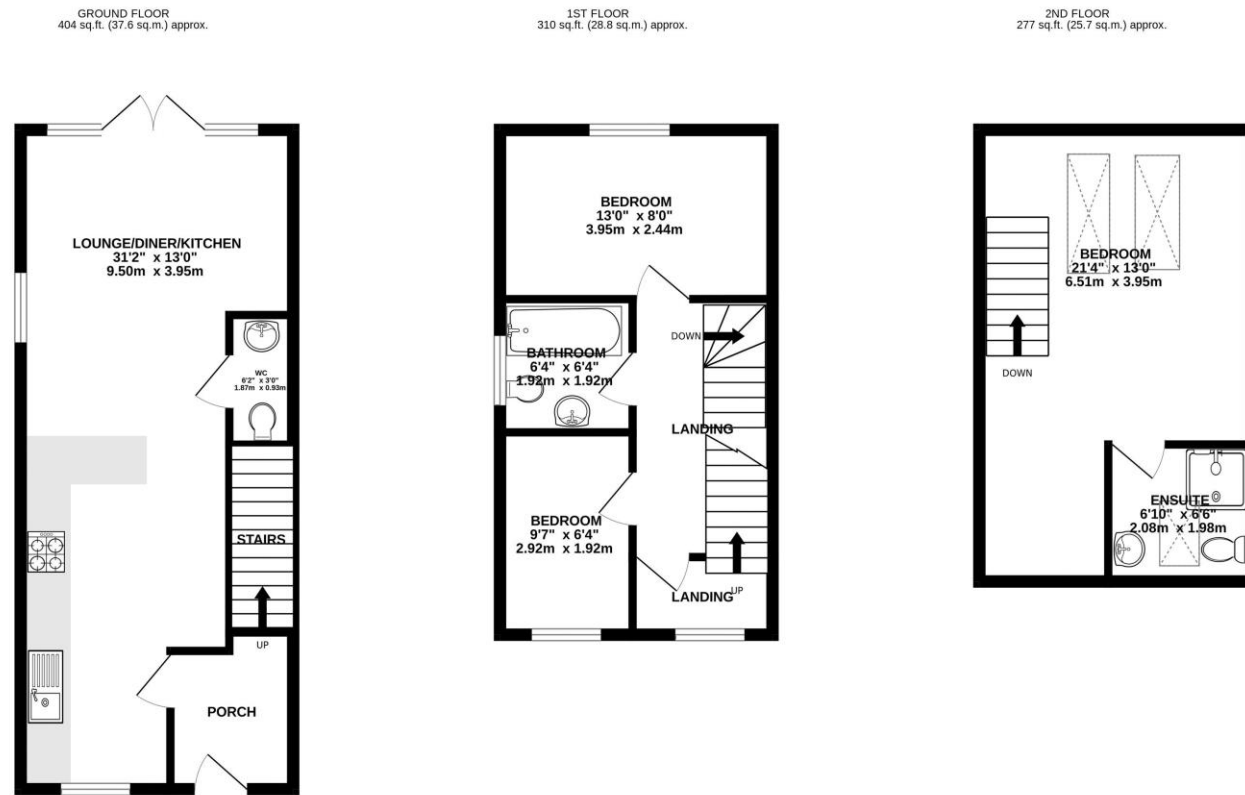 GROUND FLOOR
404 sq.ft. (37.6 sq.m.) approx.
LOUNGE/DINER/KITCHEN
31'2" x 13'0"
9.50m x 3.95m
WC
6'2" x 3'0"
1.87m x 0.93m
STAIRS
UP
PORCH
1ST FLOOR
310 sq.ft. (28.8 sq.m.) approx.
BEDROOM
13'0" x 8'0"
3.95m x 2.44m
DOWN
BATHROOM
6'4" x 6'4"
1.92m x 1.92m
LANDING
BEDROOM
9'7" x 6'4"
2.92m x 1.92m
UP
LANDING
2ND FLOOR
277 sq.ft. (25.7 sq.m.) approx.
BEDROOM
21'4" x 13'0"
6.51m x 3.95m
DOWN
ENSUITE
6'10" x 6'6"
2.08m x 1.98m